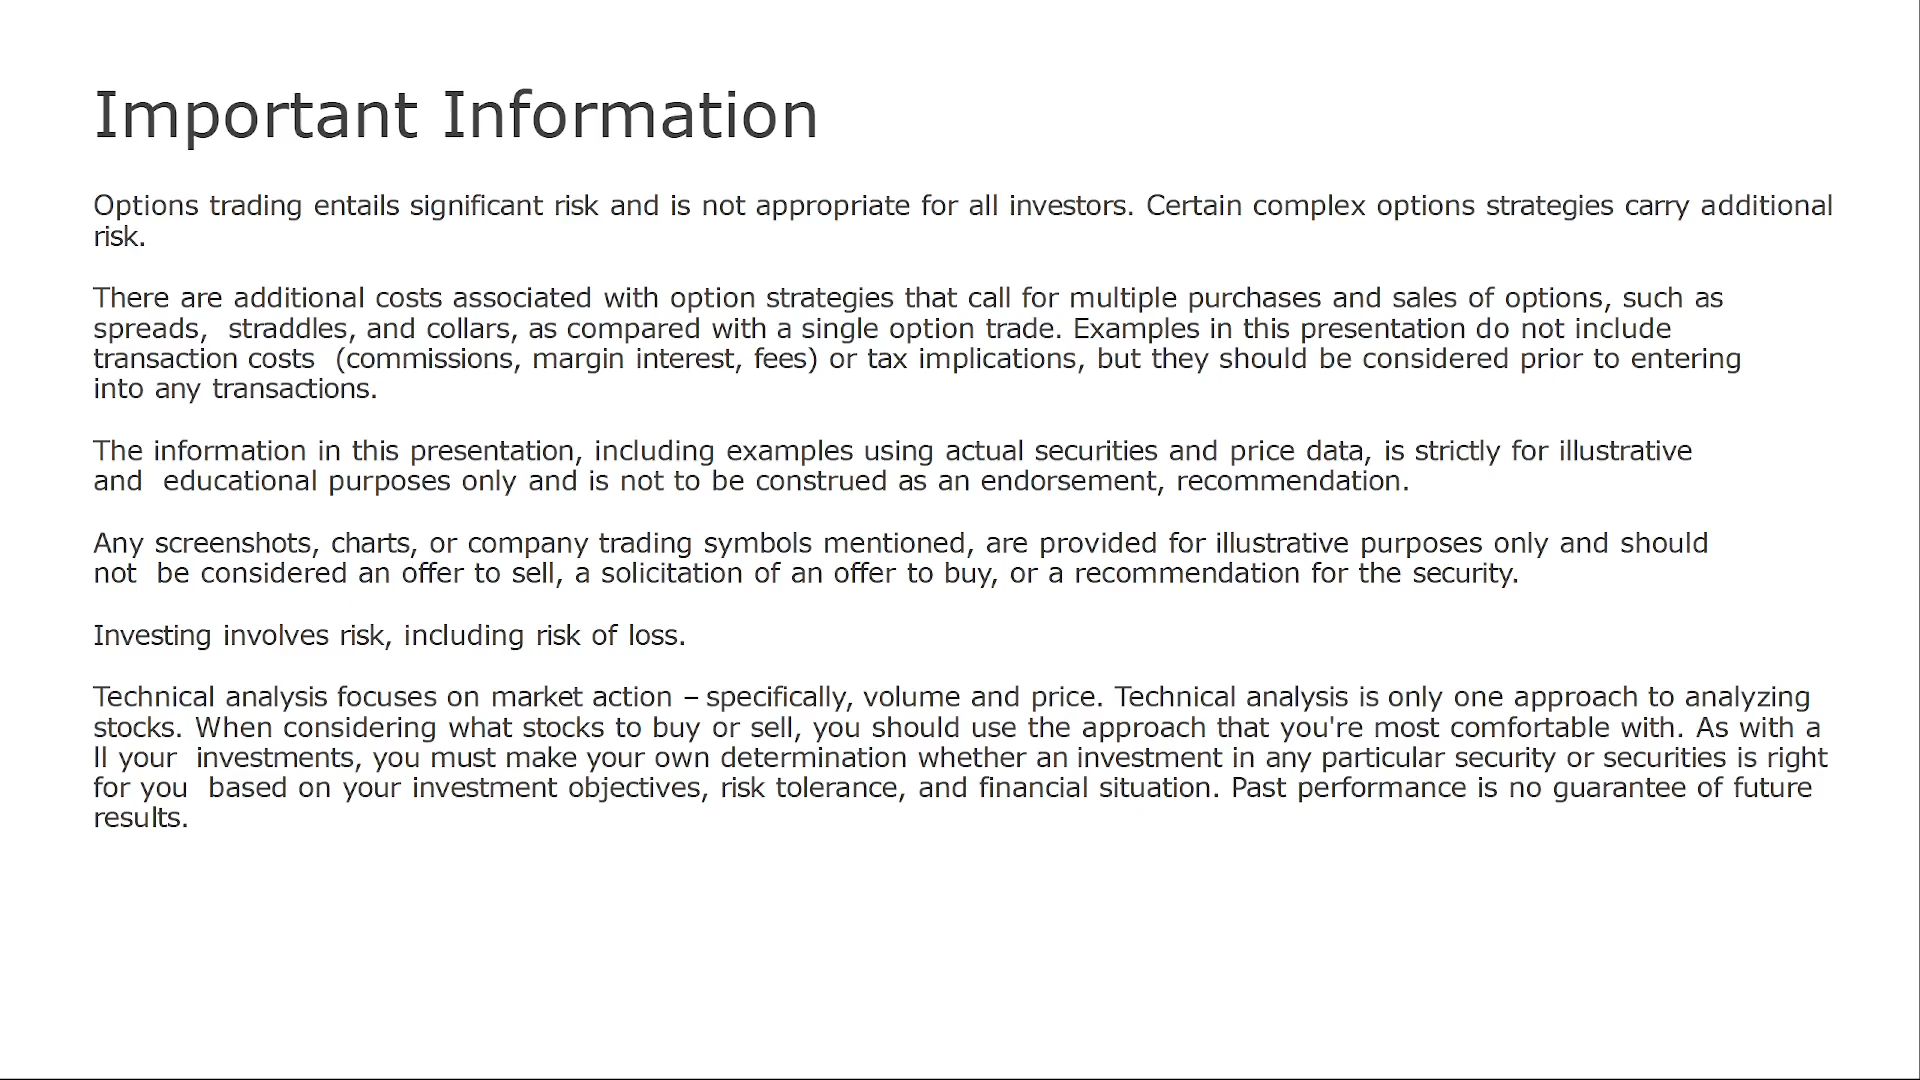 Important Information
Options trading entails significant risk and is not appropriate for all investors. Certain complex options strategies carry additional
risk.
There are additional costs associated with option strategies that call for multiple purchases and sales of options, such as
spreads,  straddles, and collars, as compared with a single option trade. Examples in this presentation do not include
transaction costs  (commissions, margin interest, fees) or tax implications, but they should be considered prior to entering
into any transactions.
The information in this presentation, including examples using actual securities and price data, is strictly for illustrative
and  educational purposes only and is not to be construed as an endorsement, recommendation.
Any screenshots, charts, or company trading symbols mentioned, are provided for illustrative purposes only and should
not  be considered an offer to sell, a solicitation of an offer to buy, or a recommendation for the security.
Investing involves risk, including risk of loss.
Technical analysis focuses on market action – specifically, volume and price. Technical analysis is only one approach to analyzing
stocks. When considering what stocks to buy or sell, you should use the approach that you're most comfortable with. As with a
ll your  investments, you must make your own determination whether an investment in any particular security or securities is right
for you  based on your investment objectives, risk tolerance, and financial situation. Past performance is no guarantee of future
results.